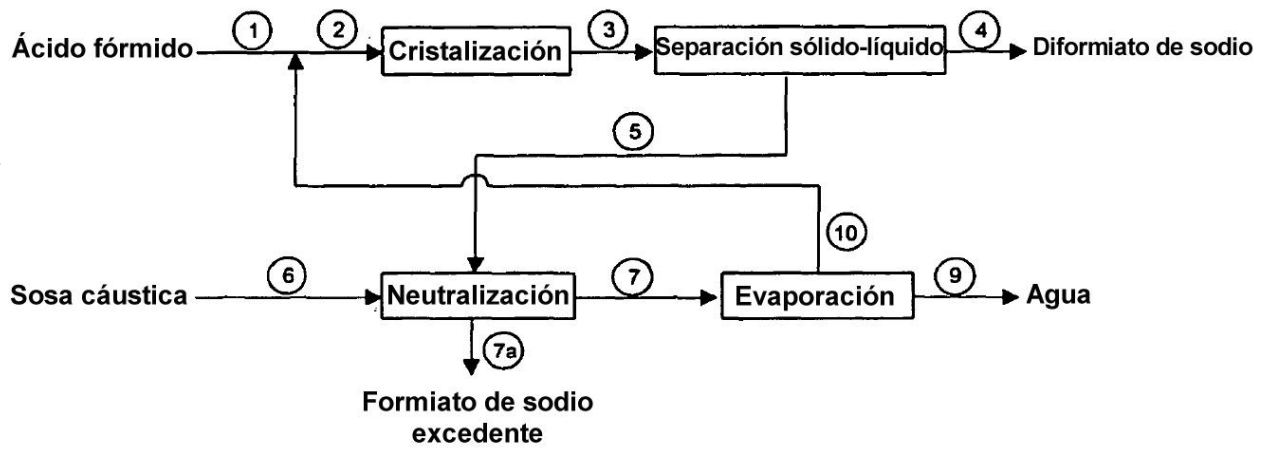 1
2
3
4
Ácido fórmido
Cristalización
Separación sólido-líquido
Diformiato de sodio
5
10
6
7
9
Sosa cáustica
Neutralización
Evaporación
Agua
7a
Formiato de sodio
excedente